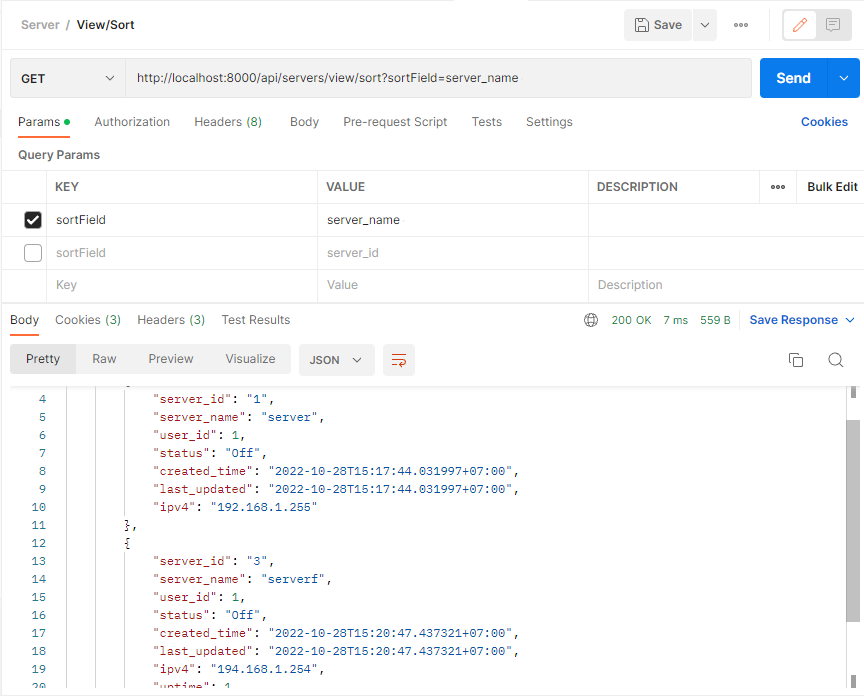 Server / View/Sort
Save
GET http://localhost:8000/api/servers/view/sort?sortField=server_name Send
Params Authorization Headers (8) Body Pre-request Script Tests Settings Cookies
Query Params
KEY VALUE DESCRIPTION ••• Bulk Edit
sortField server_name
sortField server_id
Key Value Description
Body Cookies (3) Headers (3) Test Results 200 OK 7 ms 559 B Save Response
Pretty Raw Preview Visualize JSON
{
4 "server_id": "1",
5 "server_name": "server",
6 "user_id": 1,
7 "status": "Off",
8 "created_time": "2022-10-28T15:17:44.031997+07:00",
9 "last_updated": "2022-10-28T15:17:44.031997+07:00",
10 "ipv4": "192.168.1.255"
11 },
12 {
13 "server_id": "3",
14 "server_name": "serverf",
15 "user_id": 1,
16 "status": "Off",
17 "created_time": "2022-10-28T15:20:47.437321+07:00",
18 "last_updated": "2022-10-28T15:20:47.437321+07:00",
19 "ipv4": "194.168.1.254",
20 "uptime": 1